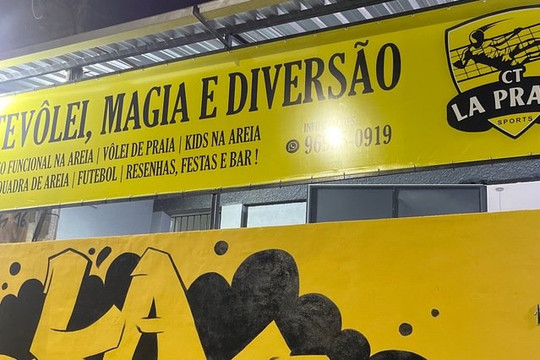 TEVÔLEI, MAGIA E DIVERSÃO
O FUNCIONAL NA AREIA | VÔLEI DE PRAIA | KIDS NA AREIA
QUADRA DE AREIA | FUTEBOL | RESENHAS, FESTAS E BAR !
0919
CT
LA PRA
SPORTS
LA